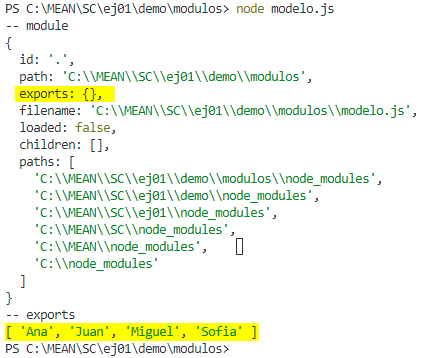 PS C:\MEAN\SC\ej01\demo\modulos> node modelo.js
-- module
{
  id: '.',
  path: 'C:\\MEAN\\SC\\ej01\\demo\\modulos',
  exports: {},
  filename: 'C:\\MEAN\\SC\\ej01\\demo\\modulos\\modelo.js',
  loaded: false,
  children: [],
  paths: [
    'C:\\MEAN\\SC\\ej01\\demo\\modulos\\node_modules',
    'C:\\MEAN\\SC\\ej01\\demo\\node_modules',
    'C:\\MEAN\\SC\\ej01\\node_modules',
    'C:\\MEAN\\SC\\node_modules',
    'C:\\MEAN\\node_modules',
    'C:\\node_modules'
  ]
}
-- exports
[ 'Ana', 'Juan', 'Miguel', 'Sofia' ]
PS C:\MEAN\SC\ej01\demo\modulos>